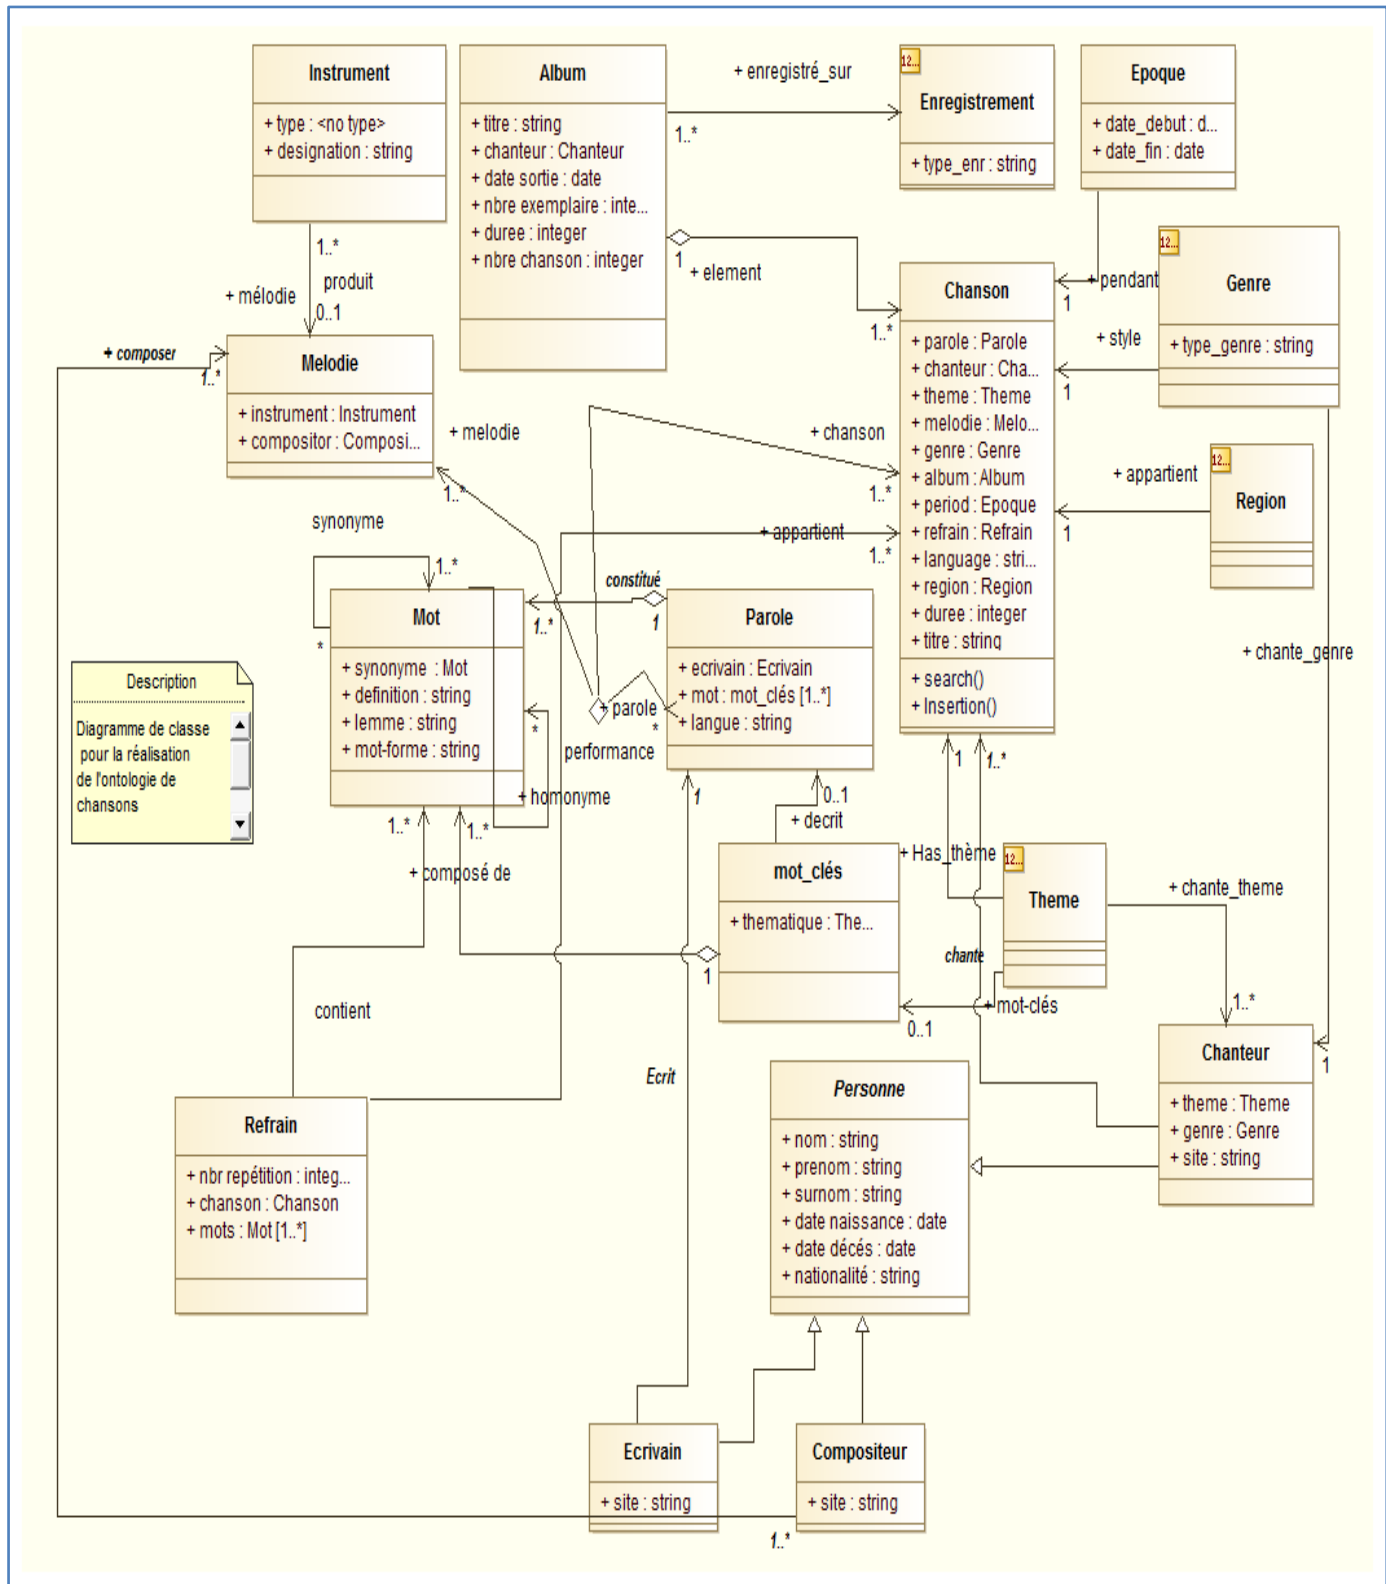 Instrument
+ type : <no type>
+ designation : string
Album
+ titre : string
+ chanteur : Chanteur
+ date sortie : date
+ nbre exemplaire : inte...
+ duree : integer
+ nbre chanson : integer
+ enregistré_sur
1..*
12...
Enregistrement
+ type_enr : string
Epoque
+ date_debut : d...
+ date_fin : date
1..*
produit
+ mélodie
0..1
1
+ element
1..*
+ pendant
1
12...
Genre
+ type_genre : string
+ style
1
Chanson
+ parole : Parole
+ chanteur : Cha...
+ theme : Theme
+ melodie : Melo...
+ genre : Genre
+ album : Album
+ period : Epoque
+ refrain : Refrain
+ language : stri...
+ region : Region
+ duree : integer
+ titre : string
+ search()
+ Insertion()
+ composer
1..*
Melodie
+ instrument : Instrument
+ compositor : Composi...
+ melodie
1..*
+ chanson
1..*
+ appartient
1
12...
Region
synonyme
1..*
*
+ appartient
1..*
constitué
1..*
1
Mot
+ synonyme : Mot
+ definition : string
+ lemme : string
+ mot-forme : string
Parole
+ ecrivain : Ecrivain
+ mot : mot_clés [1..*]
+ langue : string
+ parole
*
performance
*
+ homonyme
+ chante_genre
Description
Diagramme de classe
pour la réalisation
de l'ontologie de
chansons
1..*
1..*
+ composé de
1
0..1
+ decrit
1
1..*
+ Has_thème
mot_clés
+ thematique : The...
1
12...
Theme
+ chante_theme
1..*
chante
+ mot-clés
0..1
contient
Ecrit
Chanteur
+ theme : Theme
+ genre : Genre
+ site : string
1
Personne
+ nom : string
+ prenom : string
+ surnom : string
+ date naissance : date
+ date décés : date
+ nationalité : string
Refrain
+ nbr repétition : integ...
+ chanson : Chanson
+ mots : Mot [1..*]
Ecrivain
+ site : string
Compositeur
+ site : string
1..*